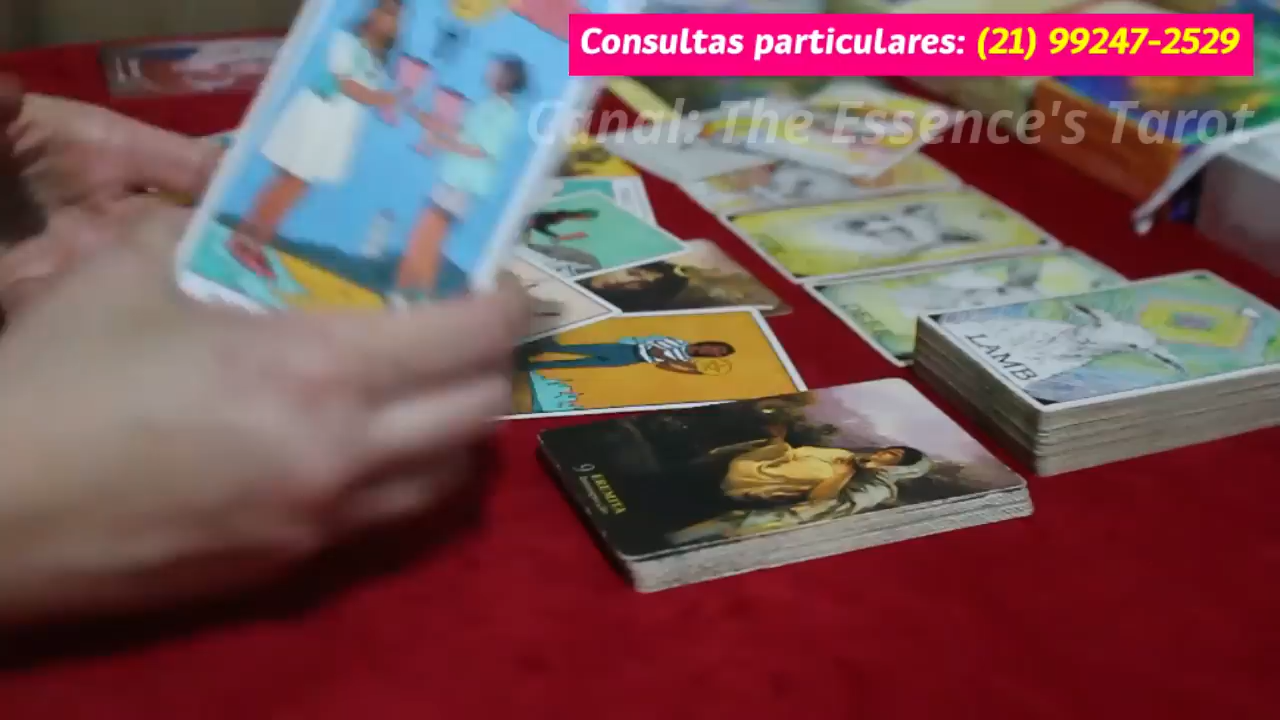 Consultas particulares: (21) 99247-2529
Canal: The Essence's Tarot
LAMB
9 EREMITA